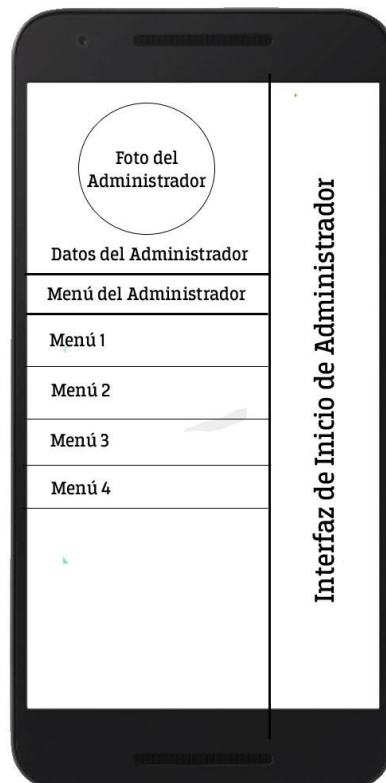 Foto del
Administrador
Datos del Administrador
Menú del Administrador
Menú 1
Menú 2
Menú 3
Menú 4
Interfaz de Inicio de Administrador